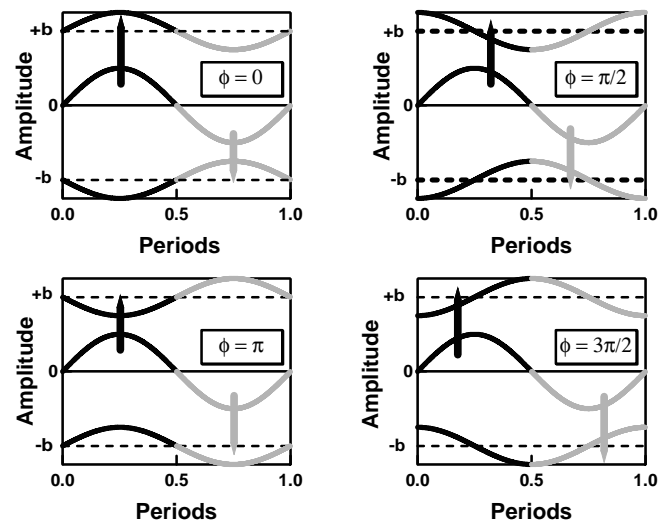 +b
φ = 0
Amplitude
0
-b
0.0 0.5 1.0
Periods
+b
φ = π/2
Amplitude
0
-b
0.0 0.5 1.0
Periods
+b
φ = π
Amplitude
0
-b
0.0 0.5 1.0
Periods
+b
φ = 3π/2
Amplitude
0
-b
0.0 0.5 1.0
Periods